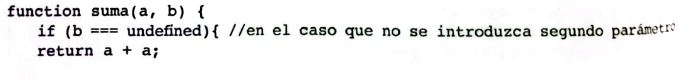 function suma(a, b) {
if (b === undefined){ //en el caso que no se introduzca segundo parámetro
return a + a;